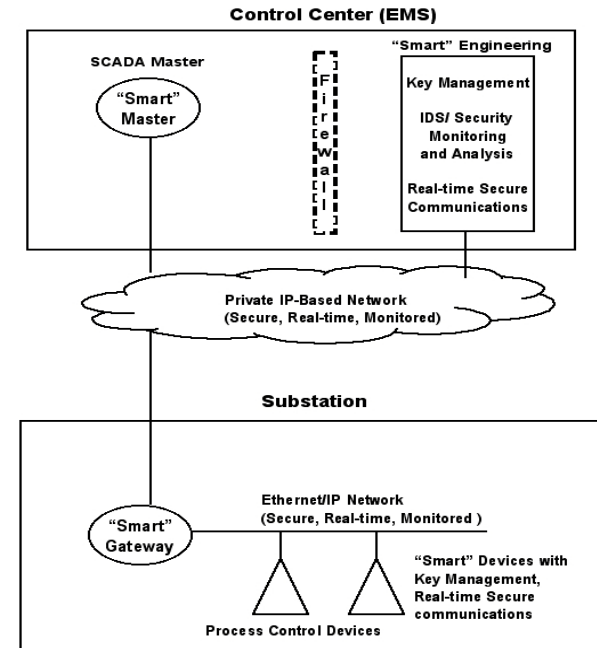 Control Center (EMS)
SCADA Master
“Smart”
Master
Firewall
“Smart” Engineering
Key Management
IDS/ Security
Monitoring
and Analysis
Real-time Secure
Communications
Private IP-Based Network
(Secure, Real-time, Monitored)
Substation
“Smart”
Gateway
Ethernet/IP Network
(Secure, Real-time, Monitored )
“Smart” Devices with
Key Management,
Real-time Secure
communications
Process Control Devices